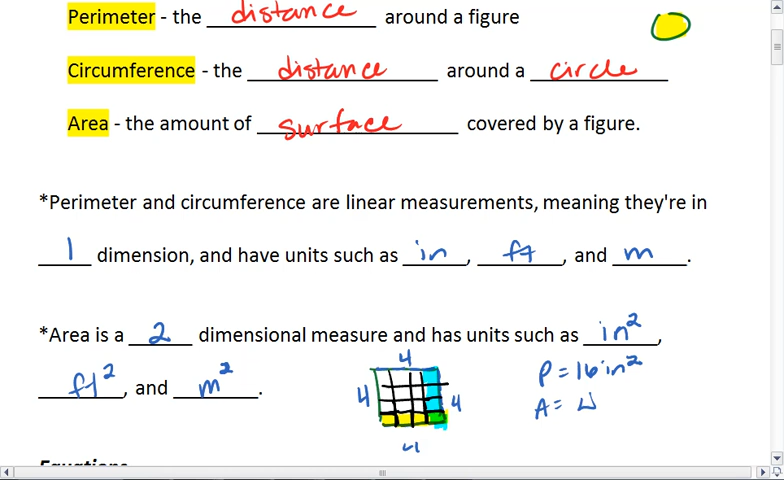 Perimeter - the distance around a figure
Circumference - the distance around a circle
Area - the amount of surface covered by a figure.
*Perimeter and circumference are linear measurements, meaning they're in
1 dimension, and have units such as in, ft, and m.
*Area is a 2 dimensional measure and has units such as in²,
ft², and m².
4
4 4
4
P = 16 in²
A = 4
Equations